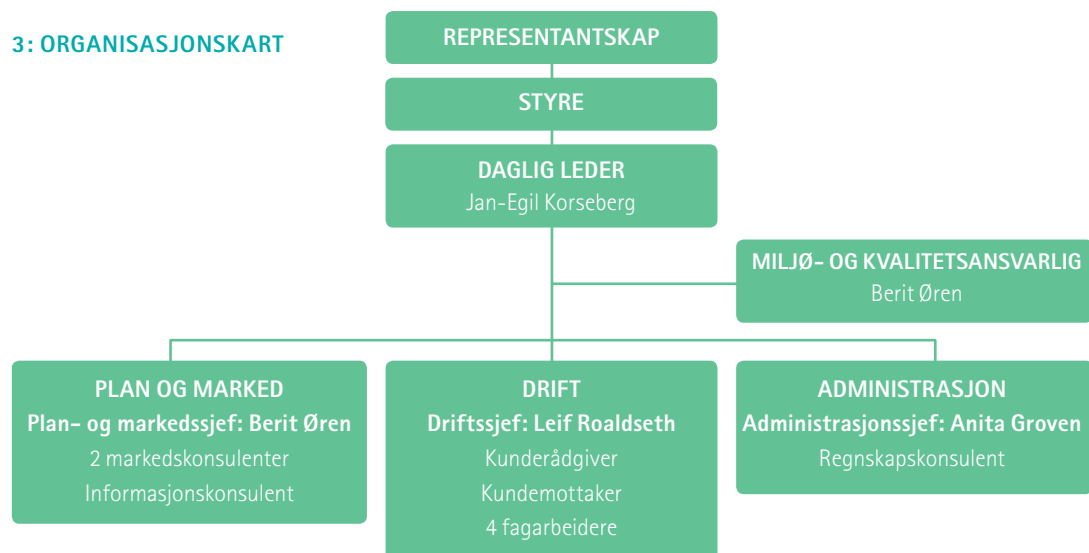 3: ORGANISASJONSKART
REPRESENTANTSKAP
STYRE
DAGLIG LEDER
Jan-Egil Korseberg
MILJØ- OG KVALITETSANSVARLIG
Berit Øren
PLAN OG MARKED
Plan- og markedssjef: Berit Øren
2 markedskonsulenter
Informasjonskonsulent
DRIFT
Driftssjef: Leif Roaldseth
Kunderådgiver
Kundemottaker
4 fagarbeidere
ADMINISTRASJON
Administrasjonssjef: Anita Groven
Regnskapskonsulent